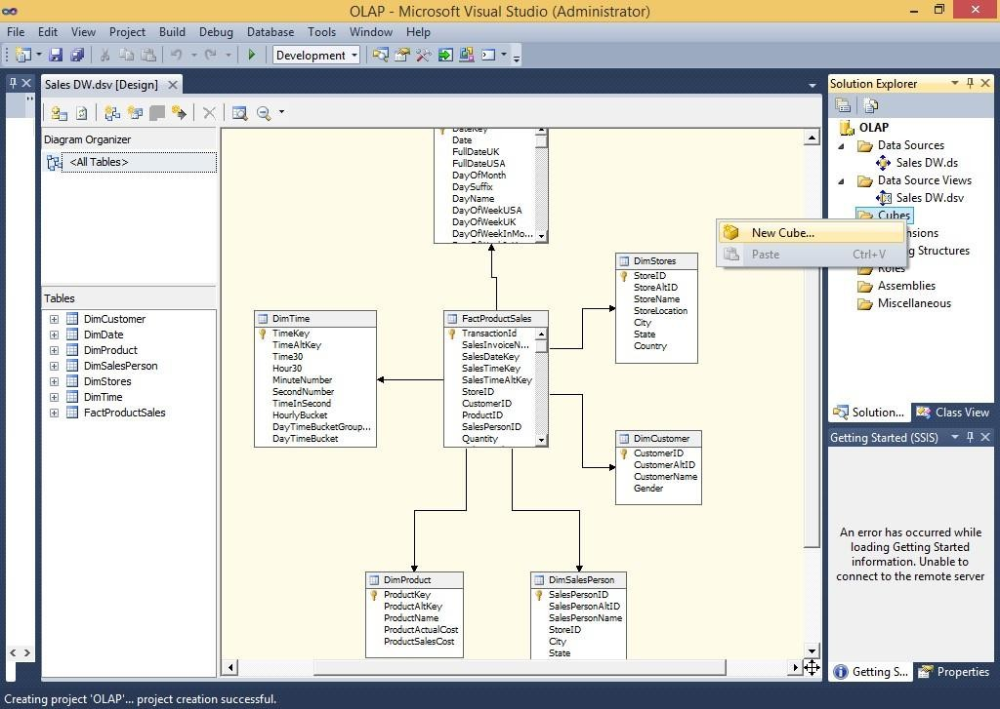 OLAP - Microsoft Visual Studio (Administrator)
File Edit View Project Build Debug Database Tools Window Help
Development
Sales DW.dsv [Design]
Diagram Organizer
<All Tables>
Tables
DimCustomer
DimDate
DimProduct
DimSalesPerson
DimStores
DimTime
FactProductSales
DateKey
Date
FullDateUK
FullDateUSA
DayOfMonth
DaySuffix
DayName
DayOfWeekUSA
DayOfWeekUK
DayOfWeekInMo...
DimTime
TimeKey
TimeAltKey
Time30
Hour30
MinuteNumber
SecondNumber
TimeInSecond
HourlyBucket
DayTimeBucketGroup...
DayTimeBucket
FactProductSales
TransactionId
SalesInvoiceN...
SalesDateKey
SalesTimeKey
SalesTimeAltKey
StoreID
CustomerID
ProductID
SalesPersonID
Quantity
DimStores
StoreID
StoreAltID
StoreName
StoreLocation
City
State
Country
DimCustomer
CustomerID
CustomerAltID
CustomerName
Gender
DimProduct
ProductKey
ProductAltKey
ProductName
ProductActualCost
ProductSalesCost
DimSalesPerson
SalesPersonID
SalesPersonAltID
SalesPersonName
StoreID
City
State
New Cube...
Paste Ctrl+V
Solution Explorer
OLAP
Data Sources
Sales DW.ds
Data Source Views
Sales DW.dsv
Cubes
nsions
g Structures
Roles
Assemblies
Miscellaneous
Solution... Class View
Getting Started (SSIS)
An error has occurred while
loading Getting Started
information. Unable to
connect to the remote server
Getting S... Properties
Creating project 'OLAP'... project creation successful.